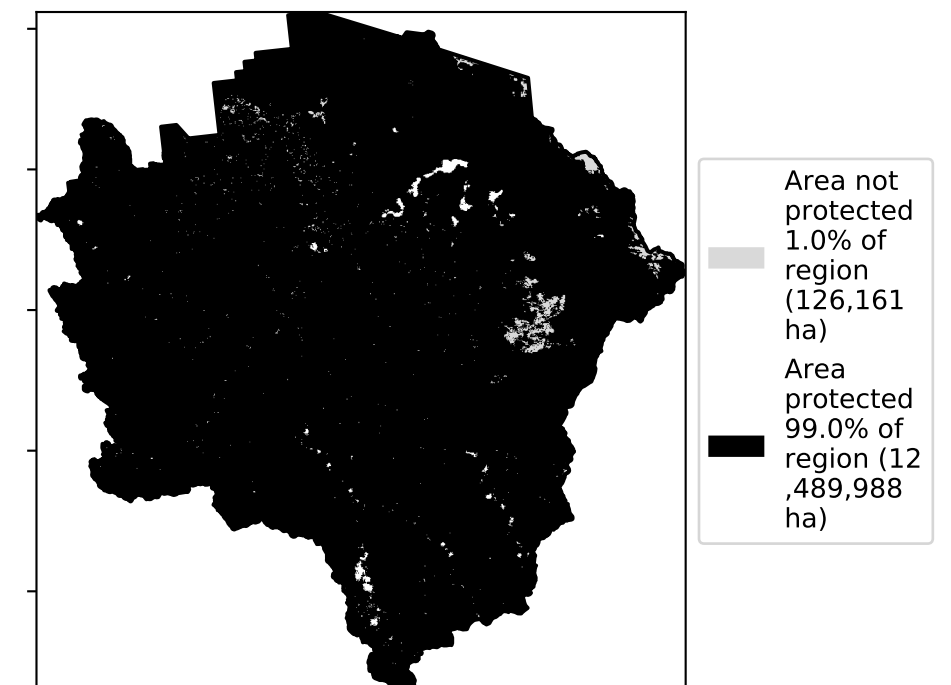 Area not
protected
1.0% of
region
(126,161
ha)
Area
protected
99.0% of
region (12
,489,988
ha)